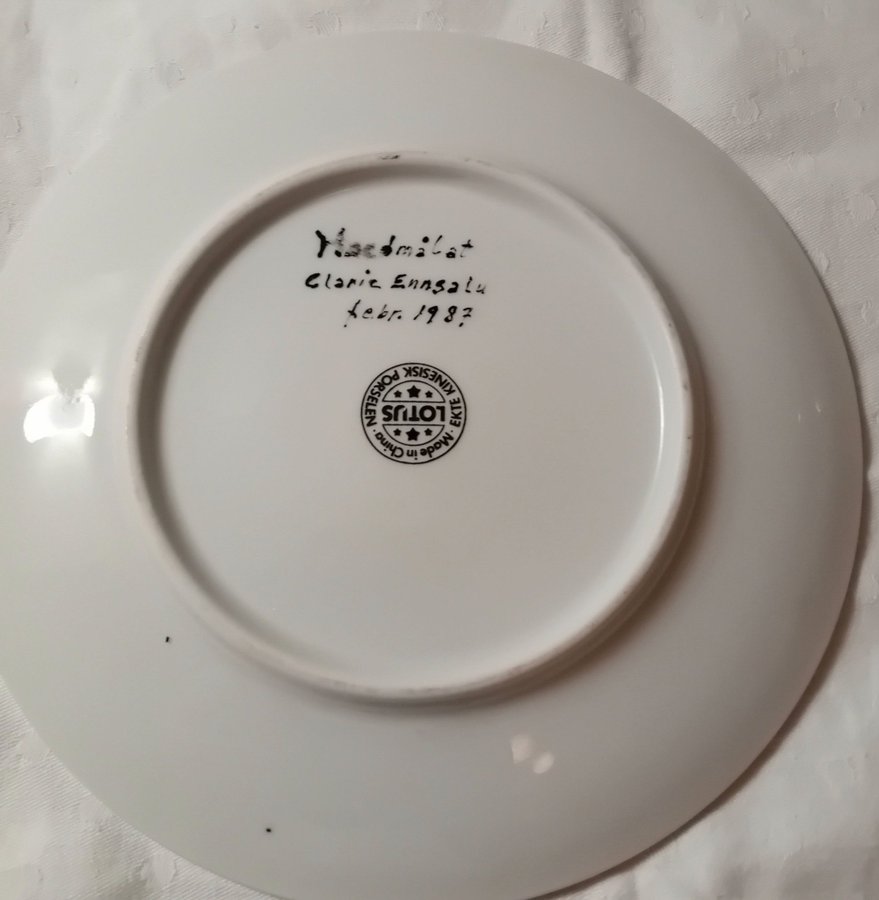 Handmålat
Clarie Ennsalu
febr. 1987
EKTE KINESISK PORSELEN
LOTUS
Made in China